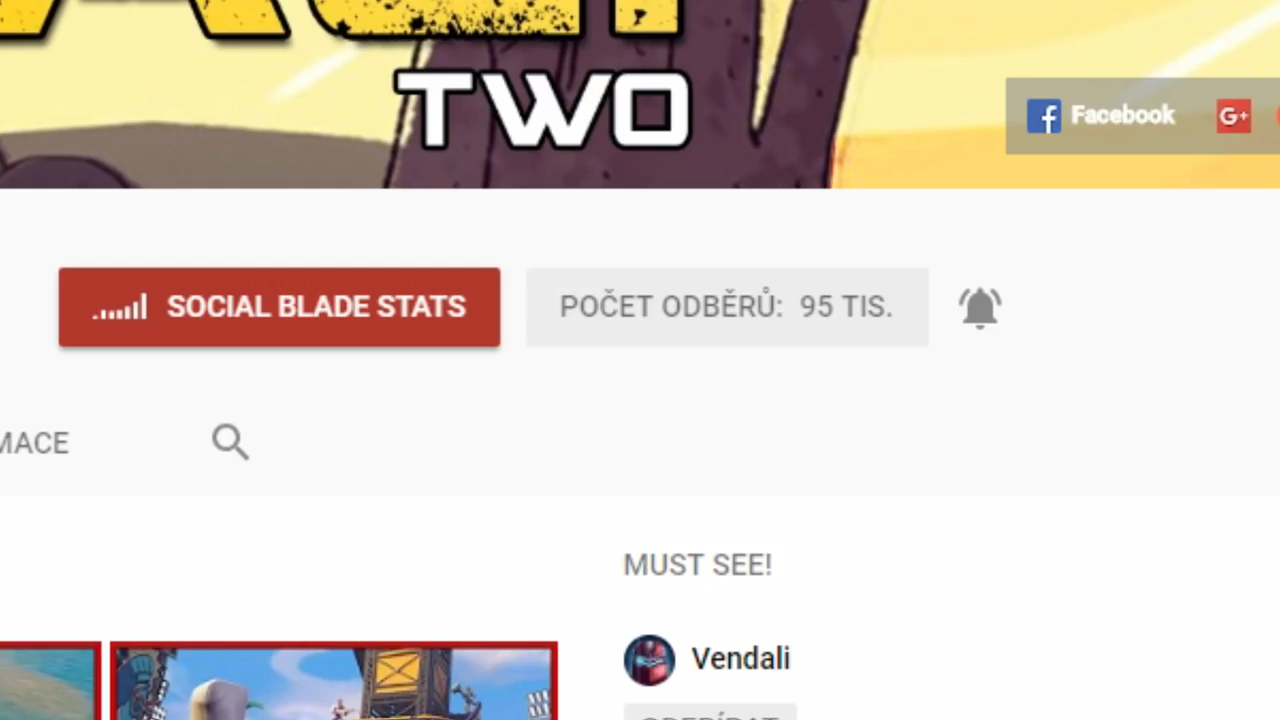 TWO
Facebook
G+
SOCIAL BLADE STATS
POČET ODBĚRŮ: 95 TIS.
MACE
MUST SEE!
Vendali